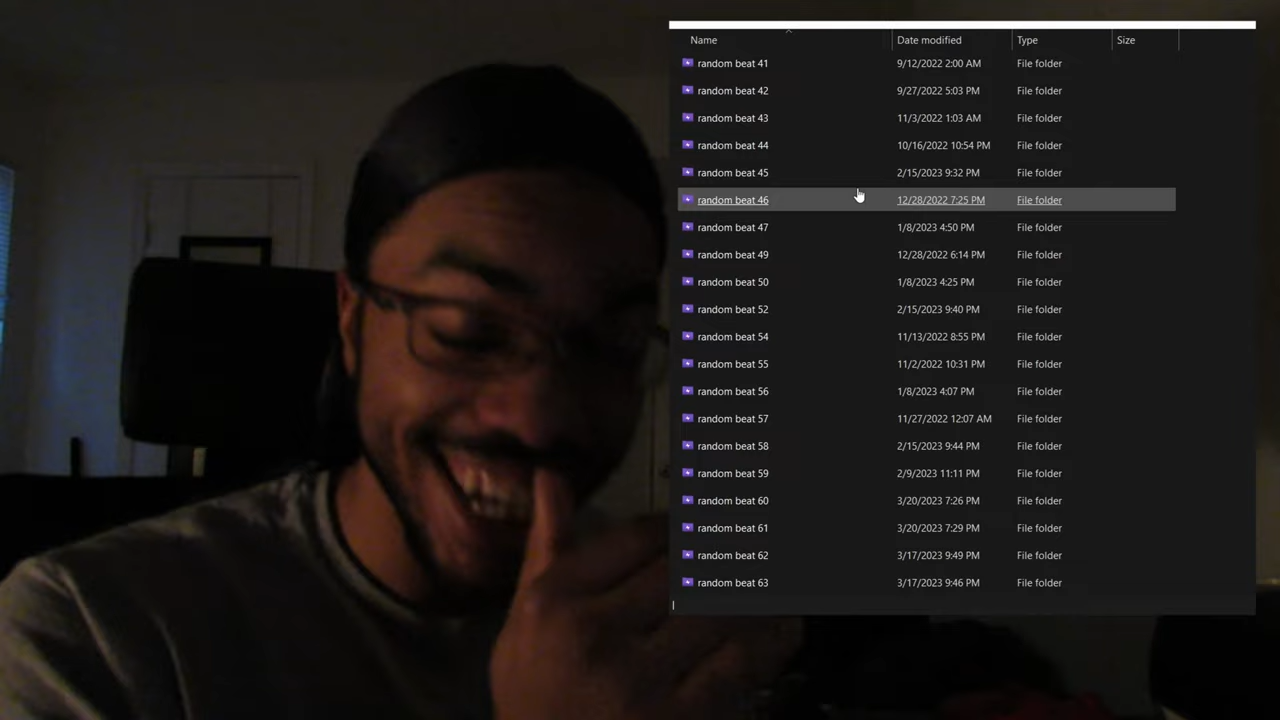 Name Date modified Type Size
random beat 41 9/12/2022 2:00 AM File folder
random beat 42 9/27/2022 5:03 PM File folder
random beat 43 11/3/2022 1:03 AM File folder
random beat 44 10/16/2022 10:54 PM File folder
random beat 45 2/15/2023 9:32 PM File folder
random beat 46 12/28/2022 7:25 PM File folder
random beat 47 1/8/2023 4:50 PM File folder
random beat 49 12/28/2022 6:14 PM File folder
random beat 50 1/8/2023 4:25 PM File folder
random beat 52 2/15/2023 9:40 PM File folder
random beat 54 11/13/2022 8:55 PM File folder
random beat 55 11/2/2022 10:31 PM File folder
random beat 56 1/8/2023 4:07 PM File folder
random beat 57 11/27/2022 12:07 AM File folder
random beat 58 2/15/2023 9:44 PM File folder
random beat 59 2/9/2023 11:11 PM File folder
random beat 60 3/20/2023 7:26 PM File folder
random beat 61 3/20/2023 7:29 PM File folder
random beat 62 3/17/2023 9:49 PM File folder
random beat 63 3/17/2023 9:46 PM File folder